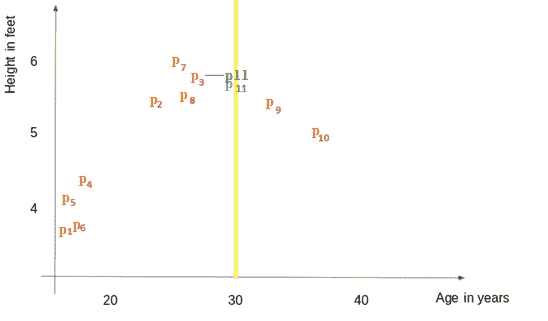 Height in feet
6
5
4
p7
p3
p11
p11
p2
p8
p9
p10
p4
p5
p1
p6
20
30
40
Age in years